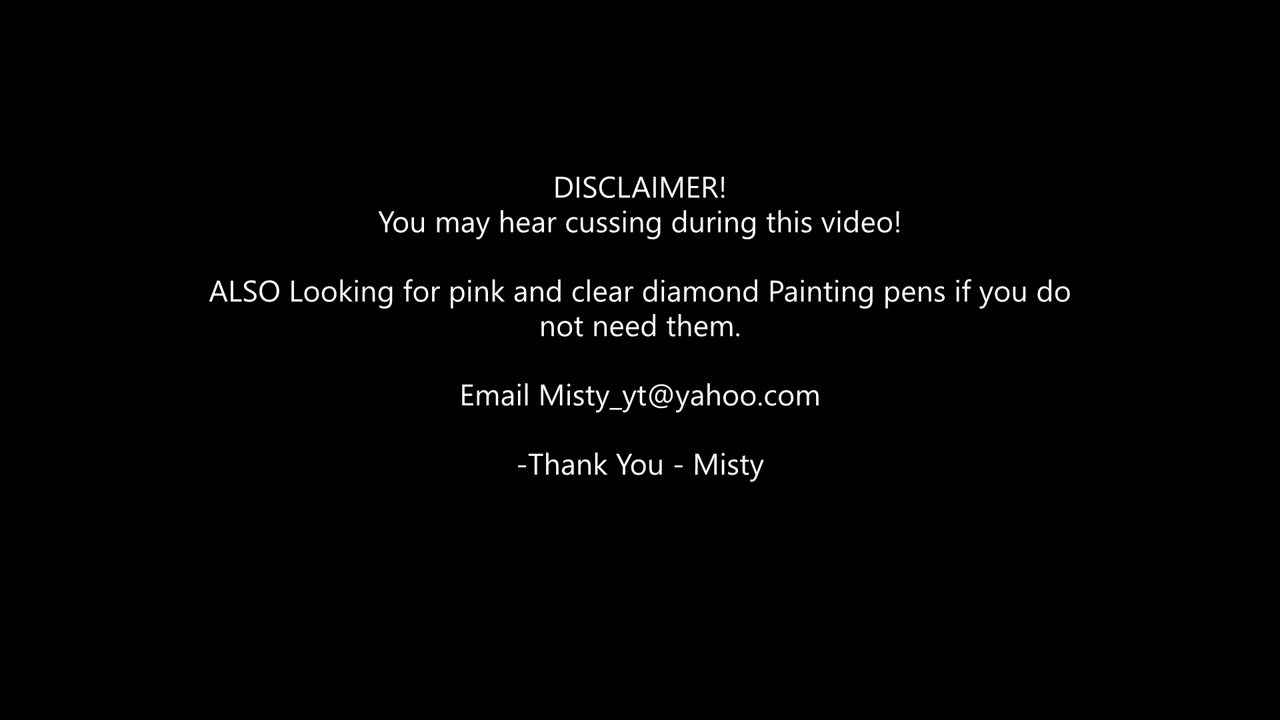 DISCLAIMER!
You may hear cussing during this video!
ALSO Looking for pink and clear diamond Painting pens if you do
not need them.
Email Misty_yt@yahoo.com
-Thank You - Misty